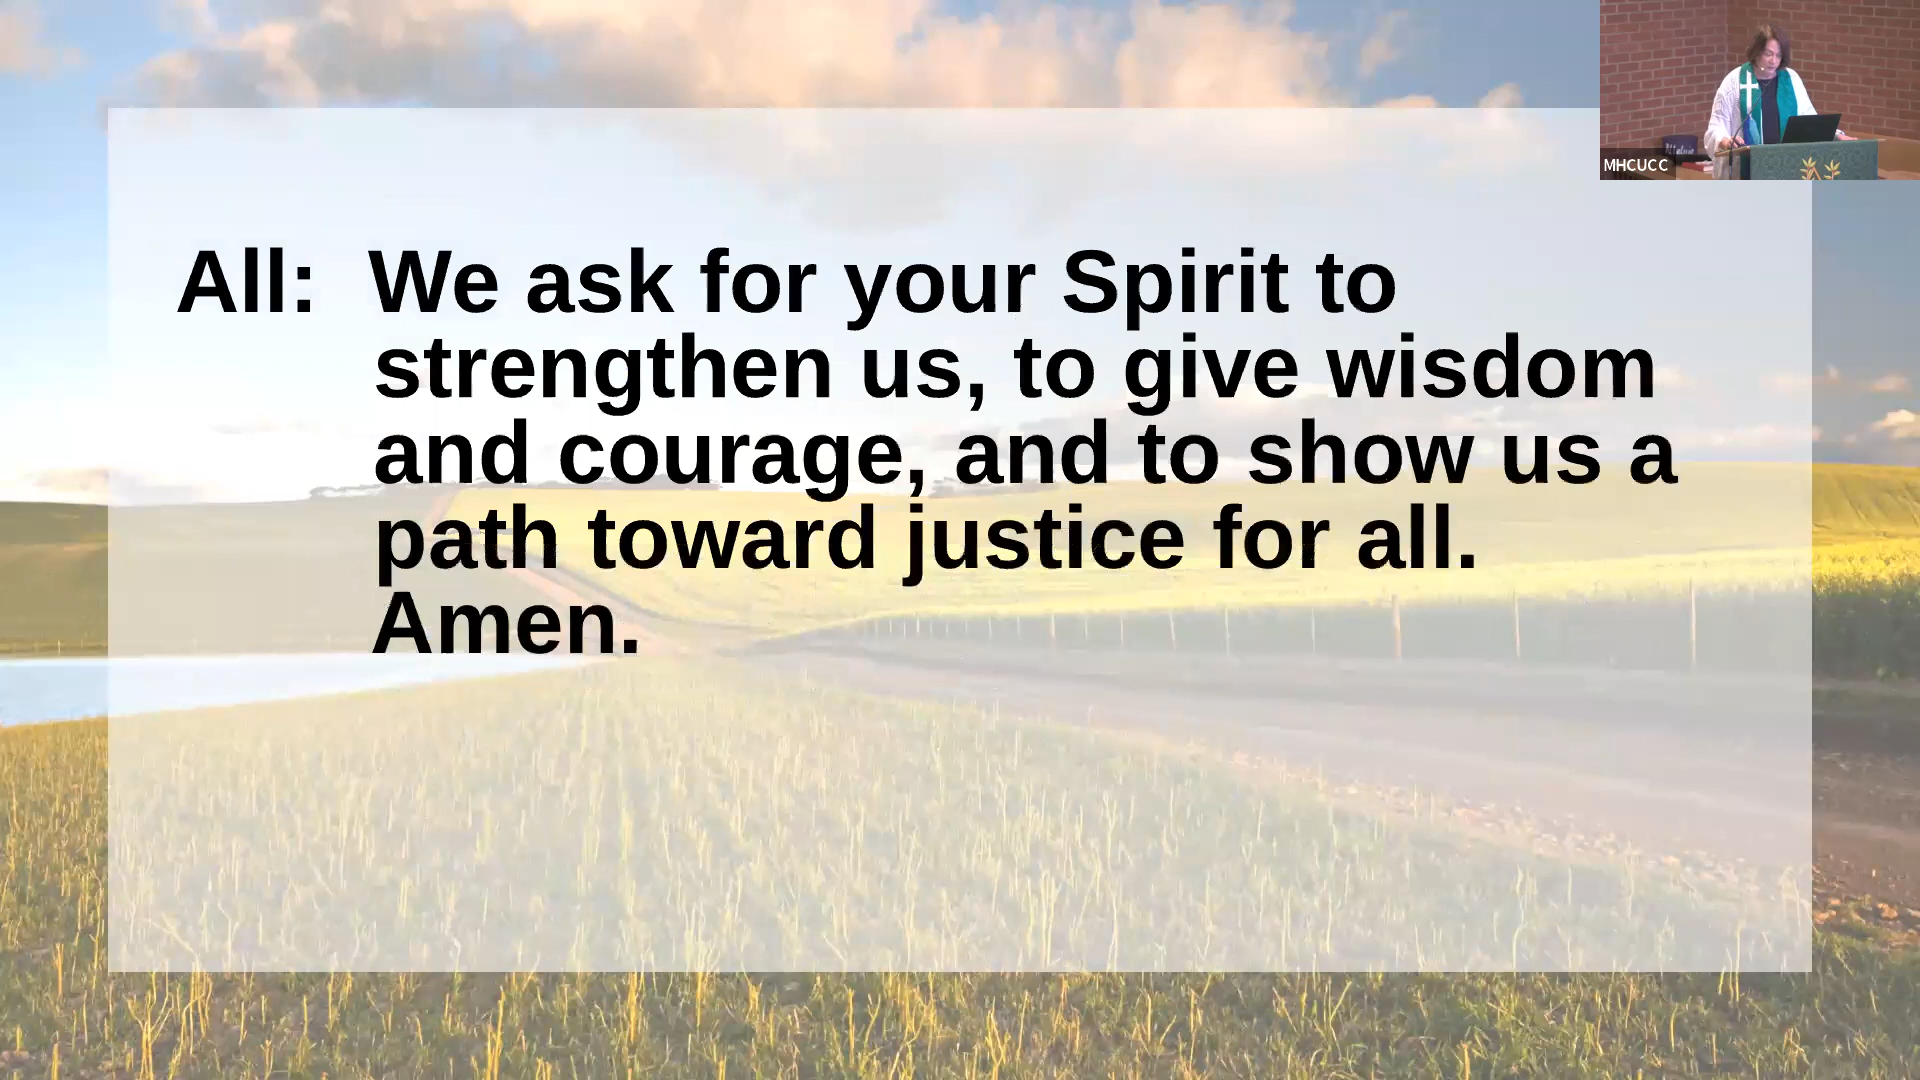 All: We ask for your Spirit to
strengthen us, to give wisdom
and courage, and to show us a
path toward justice for all.
Amen.
MHCUCC